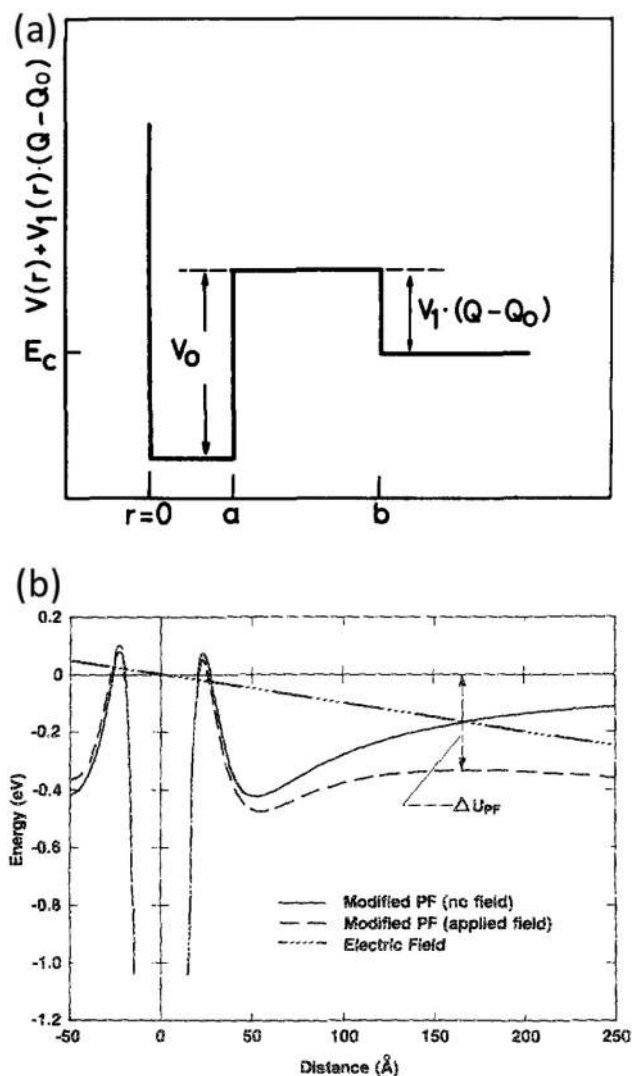 (a)
V(r)+V₁(r)·(Q-Q₀)
E_c
V₀
V₁·(Q-Q₀)
r=0
a
b
(b)
0.2
0
-0.2
-0.4
-0.6
-0.8
-1.0
-1.2
Energy (eV)
△U_PF
Modified PF (no field)
Modified PF (applied field)
Electric Field
-50
0
50
100
150
200
250
Distance (Å)